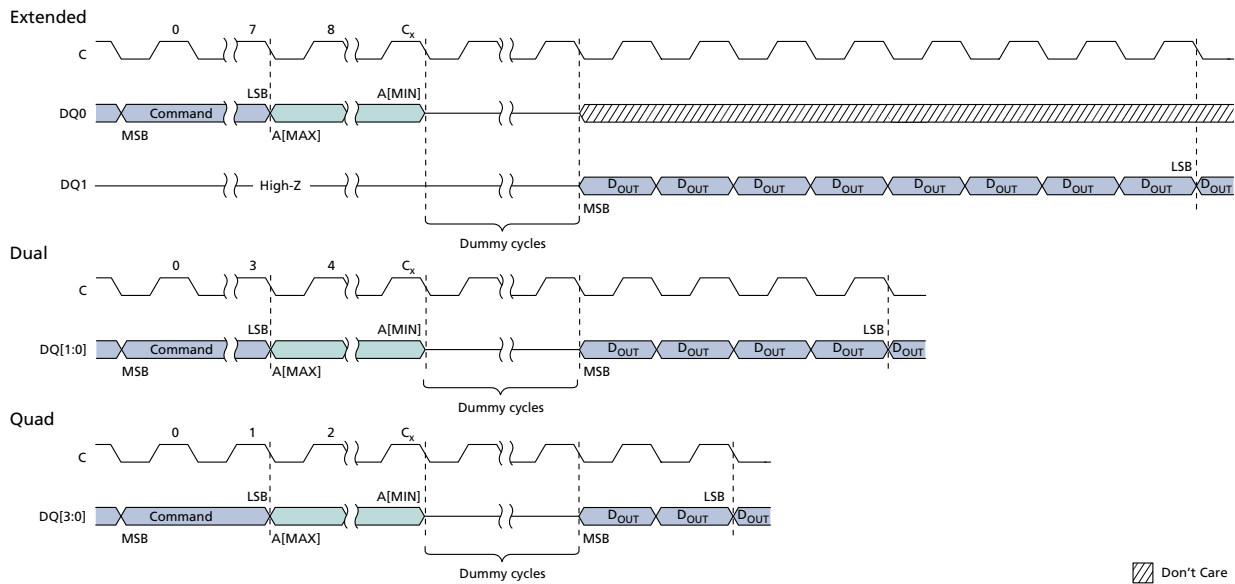 Extended
0 7 8 Cx
C
LSB A[MIN]
DQ0 Command
MSB A[MAX]
LSB
DQ1 High-Z DOUT DOUT DOUT DOUT DOUT DOUT DOUT DOUT DOUT
MSB
Dummy cycles
Dual
0 3 4 Cx
C
LSB A[MIN] LSB
DQ[1:0] Command DOUT DOUT DOUT DOUT DOUT
MSB A[MAX] MSB
Dummy cycles
Quad
0 1 2 Cx
C
LSB A[MIN] LSB
DQ[3:0] Command DOUT DOUT DOUT
MSB A[MAX] MSB
Dummy cycles
Don't Care